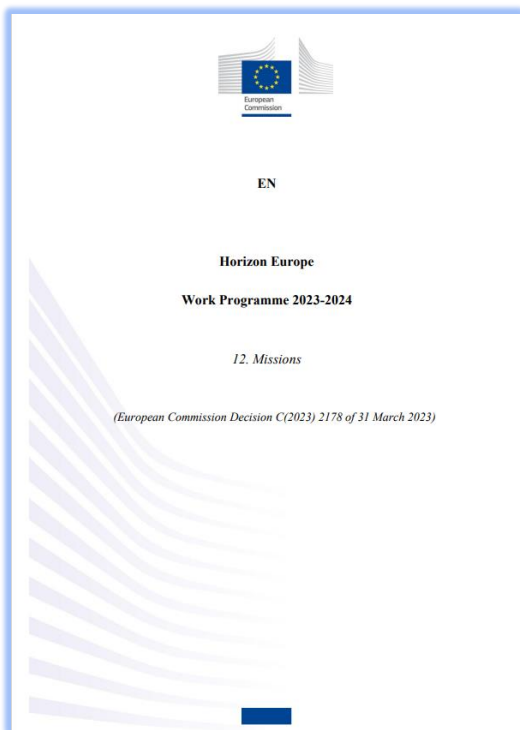 European
Commission
EN
Horizon Europe
Work Programme 2023-2024
12. Missions
(European Commission Decision C(2023) 2178 of 31 March 2023)